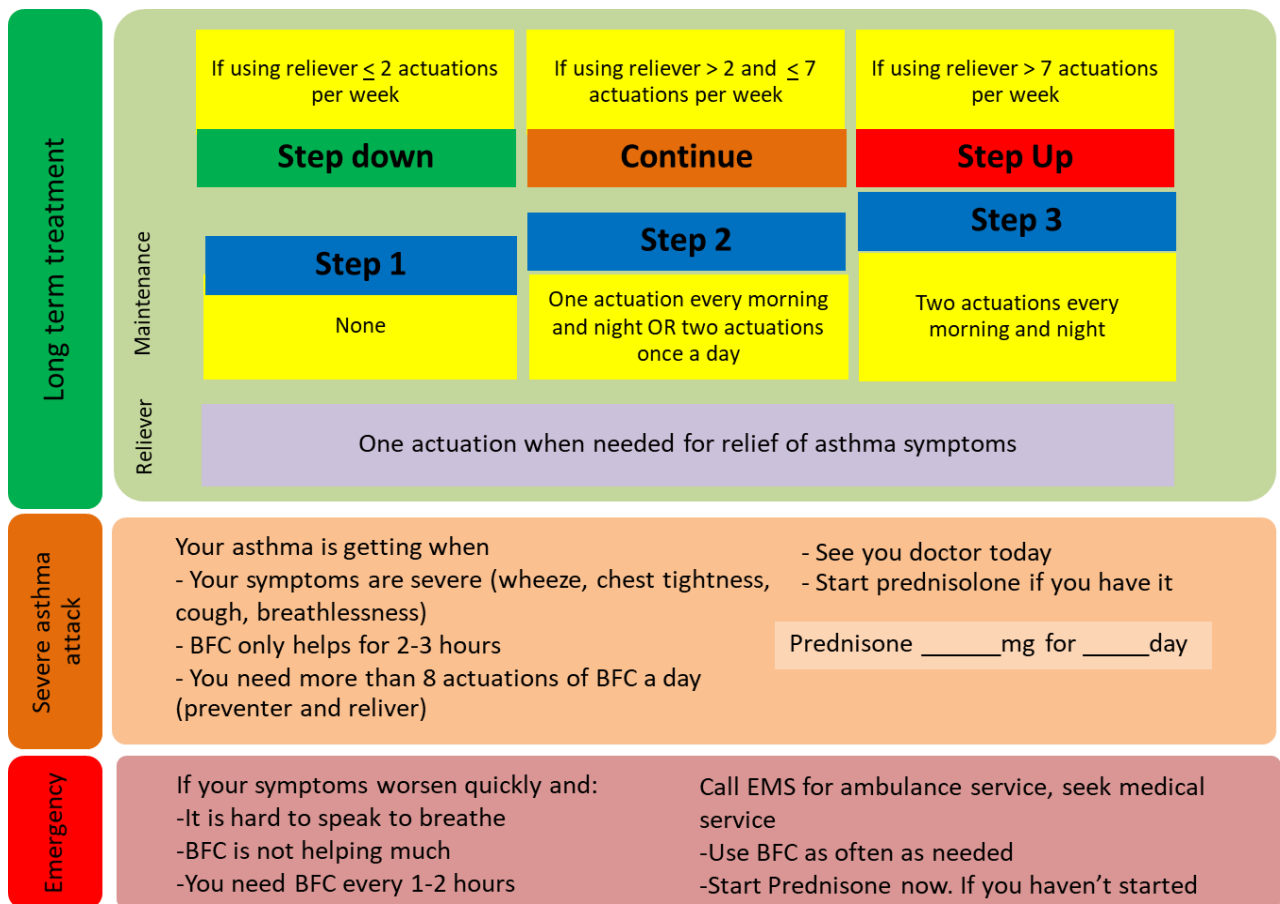 Long term treatment
If using reliever ≤ 2 actuations
per week
Step down
If using reliever > 2 and ≤ 7
actuations per week
Continue
If using reliever > 7 actuations
per week
Step Up
Maintenance
Step 1
None
Step 2
One actuation every morning
and night OR two actuations
once a day
Step 3
Two actuations every
morning and night
Reliever
One actuation when needed for relief of asthma symptoms
Severe asthma
attack
Your asthma is getting when
- Your symptoms are severe (wheeze, chest tightness,
cough, breathlessness)
- BFC only helps for 2-3 hours
- You need more than 8 actuations of BFC a day
(preventer and reliver)
- See you doctor today
- Start prednisolone if you have it
Prednisone ______mg for _____day
Emergency
If your symptoms worsen quickly and:
-It is hard to speak to breathe
-BFC is not helping much
-You need BFC every 1-2 hours
Call EMS for ambulance service, seek medical
service
-Use BFC as often as needed
-Start Prednisone now. If you haven’t started